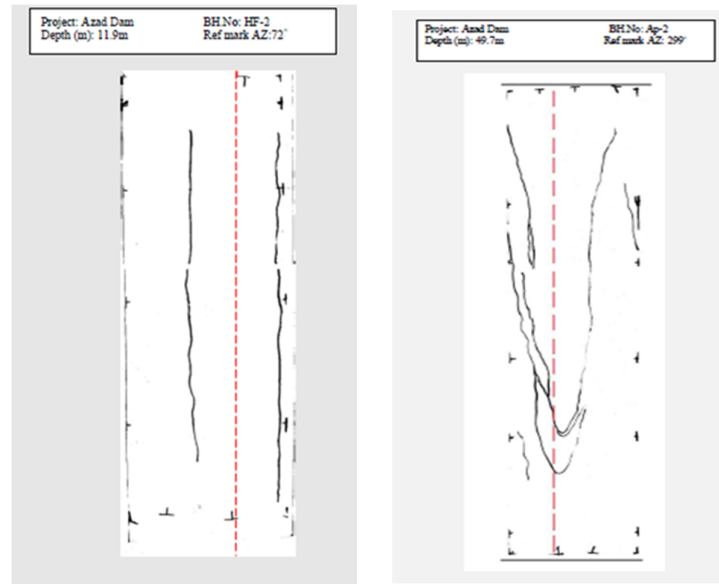 Project: Azad Dam BH.No: HF-2
Depth (m): 11.9m Ref mark AZ:72°
Project: Azad Dam BH.No: Ap-2
Depth (m): 49.7m Ref mark AZ: 299°